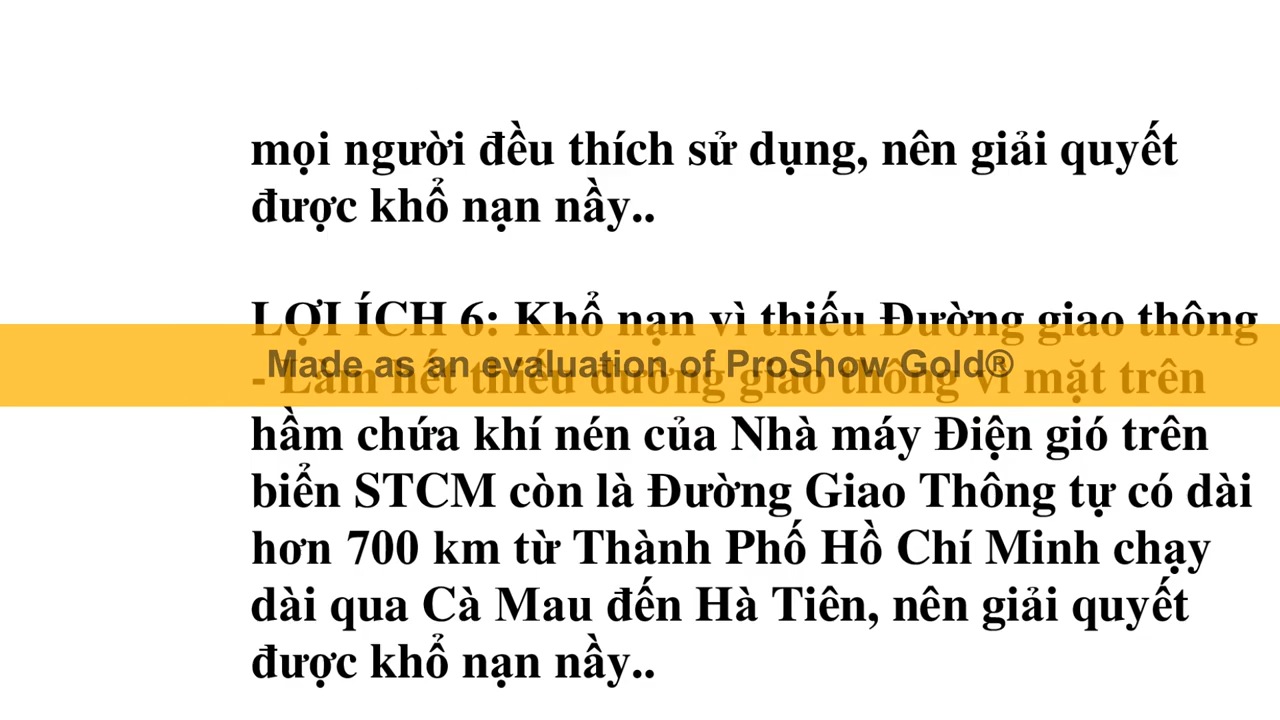 mọi người đều thích sử dụng, nên giải quyết
được khổ nạn nầy..
LỢI ÍCH 6: Khổ nạn vì thiếu Đường giao thông
Made as an evaluation of ProShow Gold®
- Làm hết thiếu đường giao thông vì mặt trên
hầm chứa khí nén của Nhà máy Điện gió trên
biển STCM còn là Đường Giao Thông tự có dài
hơn 700 km từ Thành Phố Hồ Chí Minh chạy
dài qua Cà Mau đến Hà Tiên, nên giải quyết
được khổ nạn nầy..